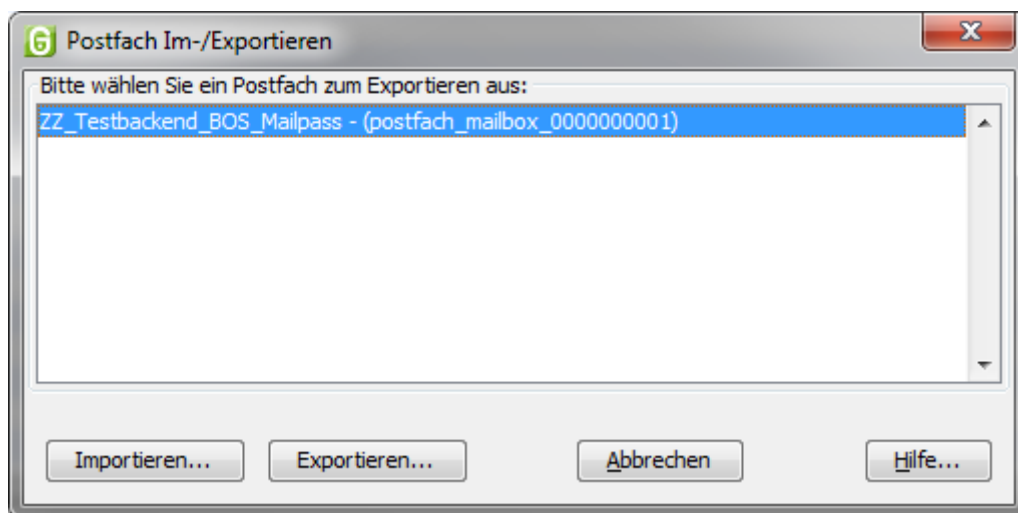 Postfach Im-/Exportieren
Bitte wählen Sie ein Postfach zum Exportieren aus:
ZZ_Testbackend_BOS_Mailpass - (postfach_mailbox_0000000001)
Importieren... Exportieren... Abbrechen Hilfe...